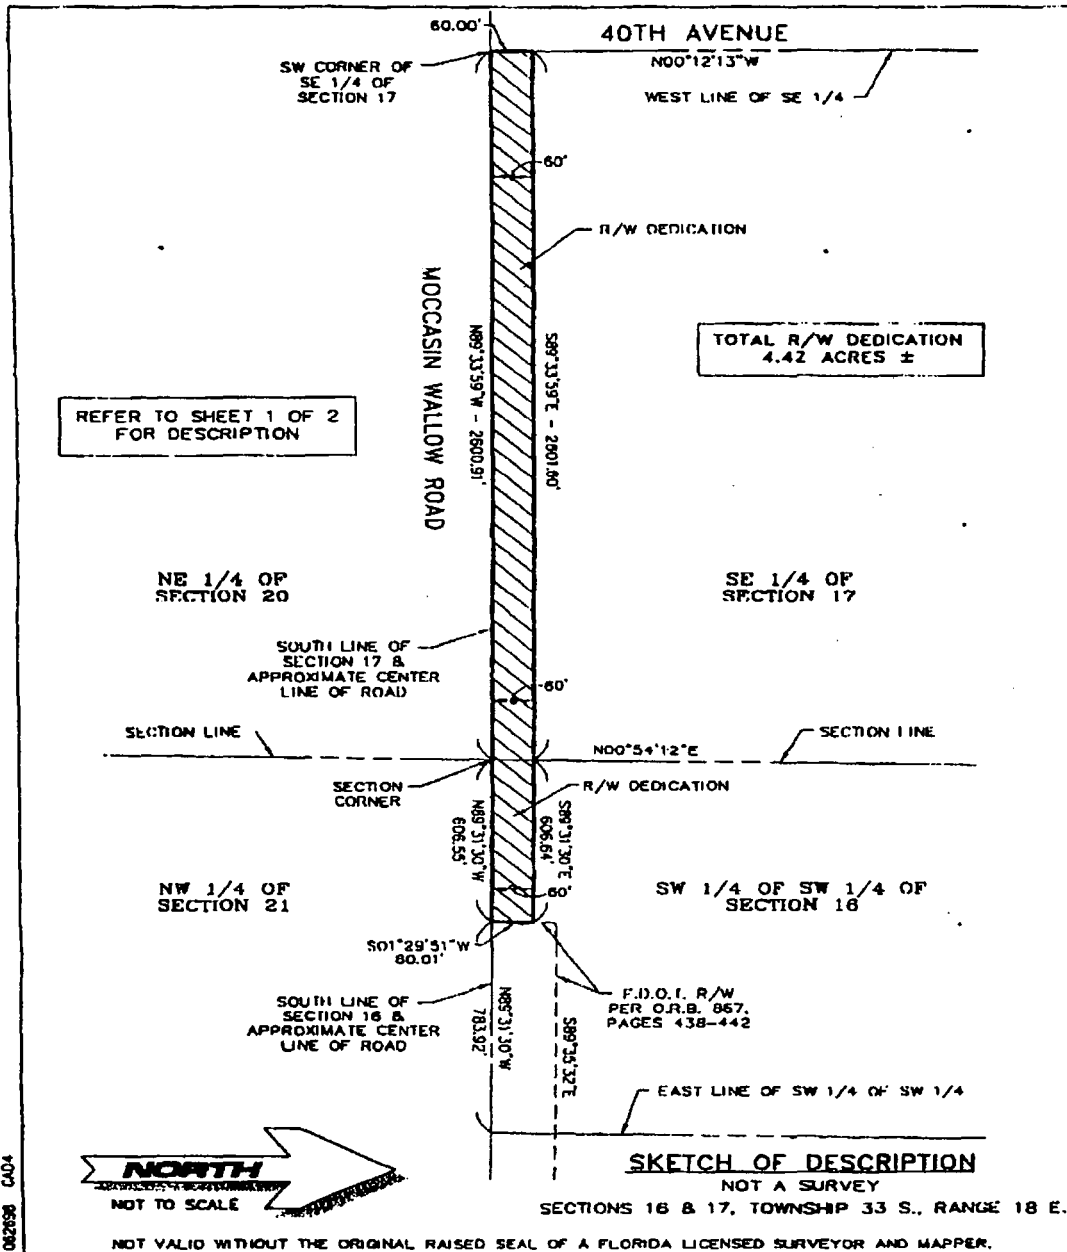 60.00'
40TH AVENUE
N00°12'13"W
SW CORNER OF
SE 1/4 OF
SECTION 17
WEST LINE OF SE 1/4
60'
R/W DEDICATION
MOCCASIN WALLOW ROAD
N89°33'59"W - 2600.91'
S89°33'59"E - 2601.60'
TOTAL R/W DEDICATION
4.42 ACRES ±
REFER TO SHEET 1 OF 2
FOR DESCRIPTION
NE 1/4 OF
SECTION 20
SE 1/4 OF
SECTION 17
SOUTH LINE OF
SECTION 17 &
APPROXIMATE CENTER
LINE OF ROAD
60'
SECTION LINE
N00°54'12"E
SECTION LINE
SECTION
CORNER
R/W DEDICATION
N89°31'30"W
606.55'
S89°31'30"E
606.64'
60'
NW 1/4 OF
SECTION 21
SW 1/4 OF SW 1/4 OF
SECTION 16
S01°29'51"W
60.01'
SOUTH LINE OF
SECTION 16 &
APPROXIMATE CENTER
LINE OF ROAD
N89°31'30"W
783.92'
S89°35'32"E
F.D.O.T. R/W
PER O.R.B. 867,
PAGES 438-442
EAST LINE OF SW 1/4 OF SW 1/4
NORTH
NOT TO SCALE
SKETCH OF DESCRIPTION
NOT A SURVEY
SECTIONS 16 & 17, TOWNSHIP 33 S., RANGE 18 E.
NOT VALID WITHOUT THE ORIGINAL RAISED SEAL OF A FLORIDA LICENSED SURVEYOR AND MAPPER.
062698 CAD4